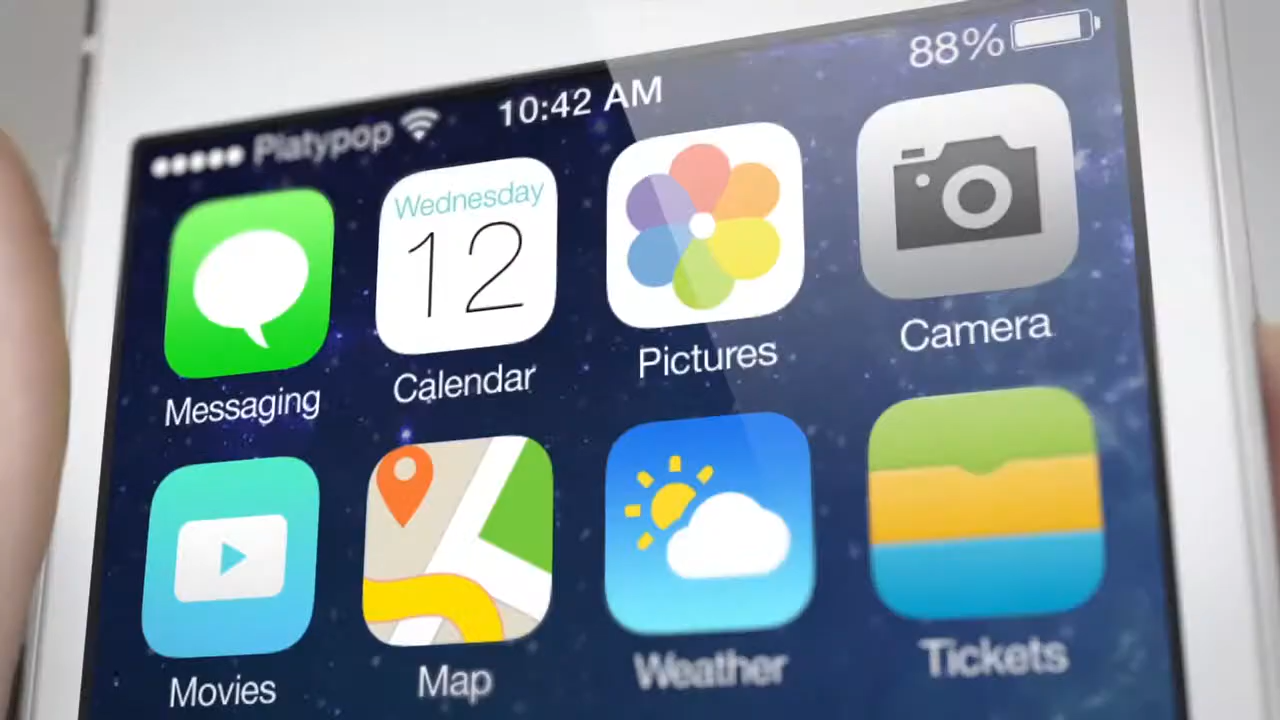 Platypop 10:42 AM 88%
Wednesday
12
Messaging Calendar Pictures Camera
Movies Map Weather Tickets